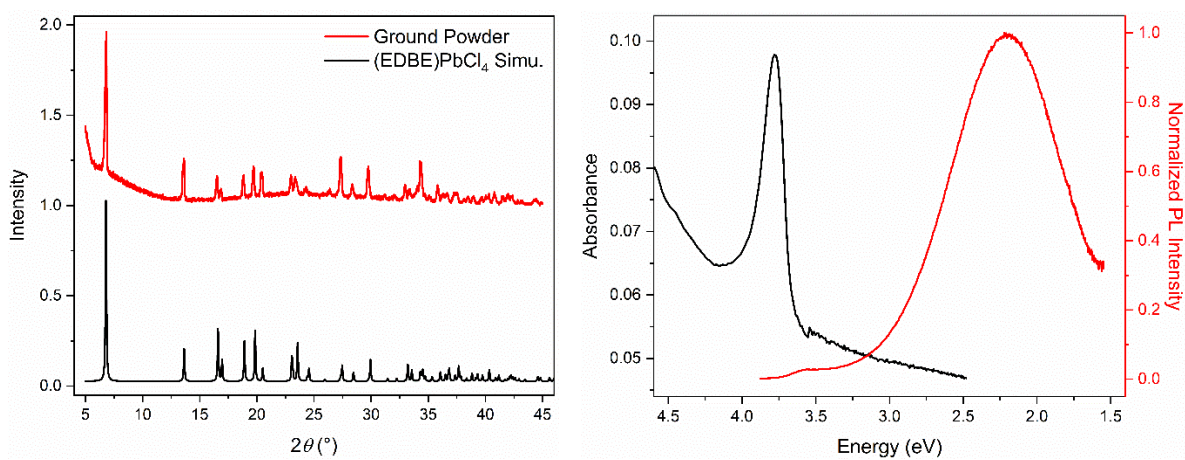 2.0
1.5
1.0
0.5
0.0
Intensity
Ground Powder
(EDBE)PbCl₄ Simu.
5 10 15 20 25 30 35 40 45
2θ (°)
0.10
0.09
0.08
0.07
0.06
0.05
Absorbance
4.5 4.0 3.5 3.0 2.5 2.0 1.5
Energy (eV)
1.0
0.8
0.6
0.4
0.2
0.0
Normalized PL Intensity